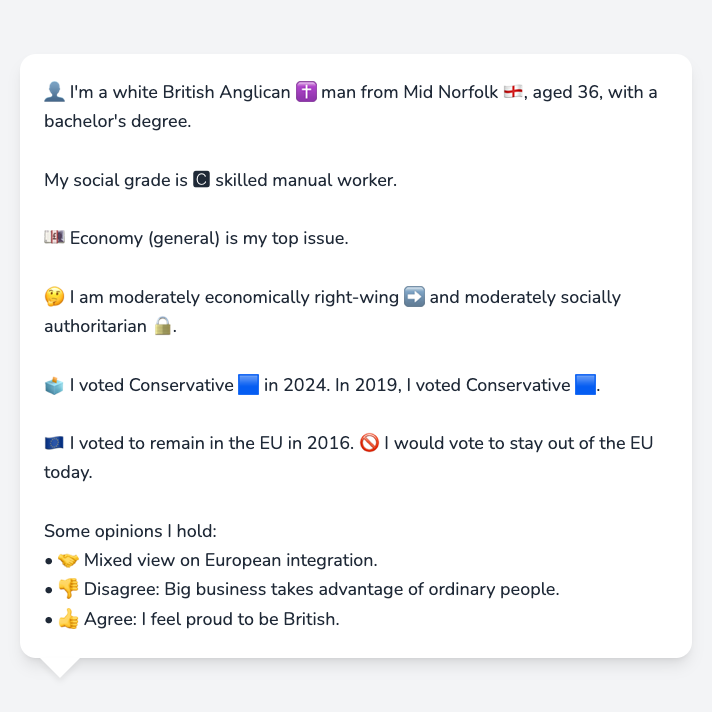 👤 I'm a white British Anglican ✝️ man from Mid Norfolk 🏴󠁧󠁢󠁥󠁮󠁧󠁿, aged 36, with a
bachelor's degree.
My social grade is 🅲 skilled manual worker.
💷 Economy (general) is my top issue.
🤔 I am moderately economically right-wing ➡️ and moderately socially
authoritarian 🔒.
🗳️ I voted Conservative 🟦 in 2024. In 2019, I voted Conservative 🟦.
🇪🇺 I voted to remain in the EU in 2016. 🚫 I would vote to stay out of the EU
today.
Some opinions I hold:
• 🤝 Mixed view on European integration.
• 👎 Disagree: Big business takes advantage of ordinary people.
• 👍 Agree: I feel proud to be British.